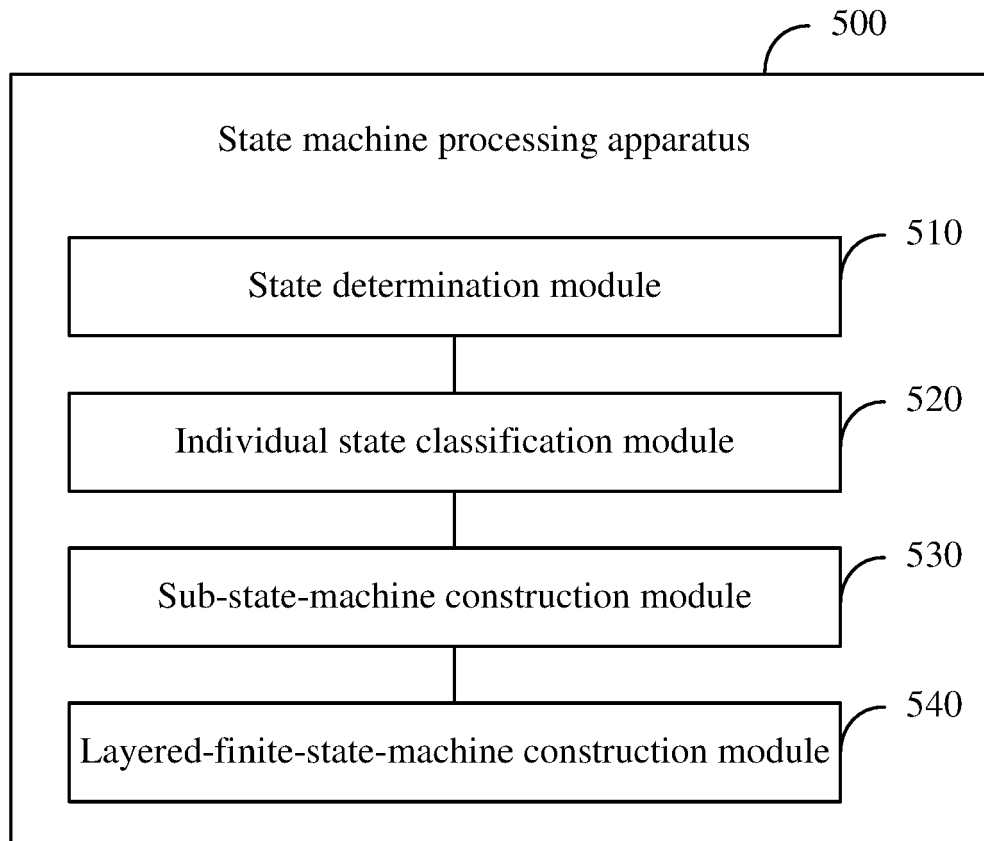 500
State machine processing apparatus
510
State determination module
520
Individual state classification module
530
Sub-state-machine construction module
540
Layered-finite-state-machine construction module